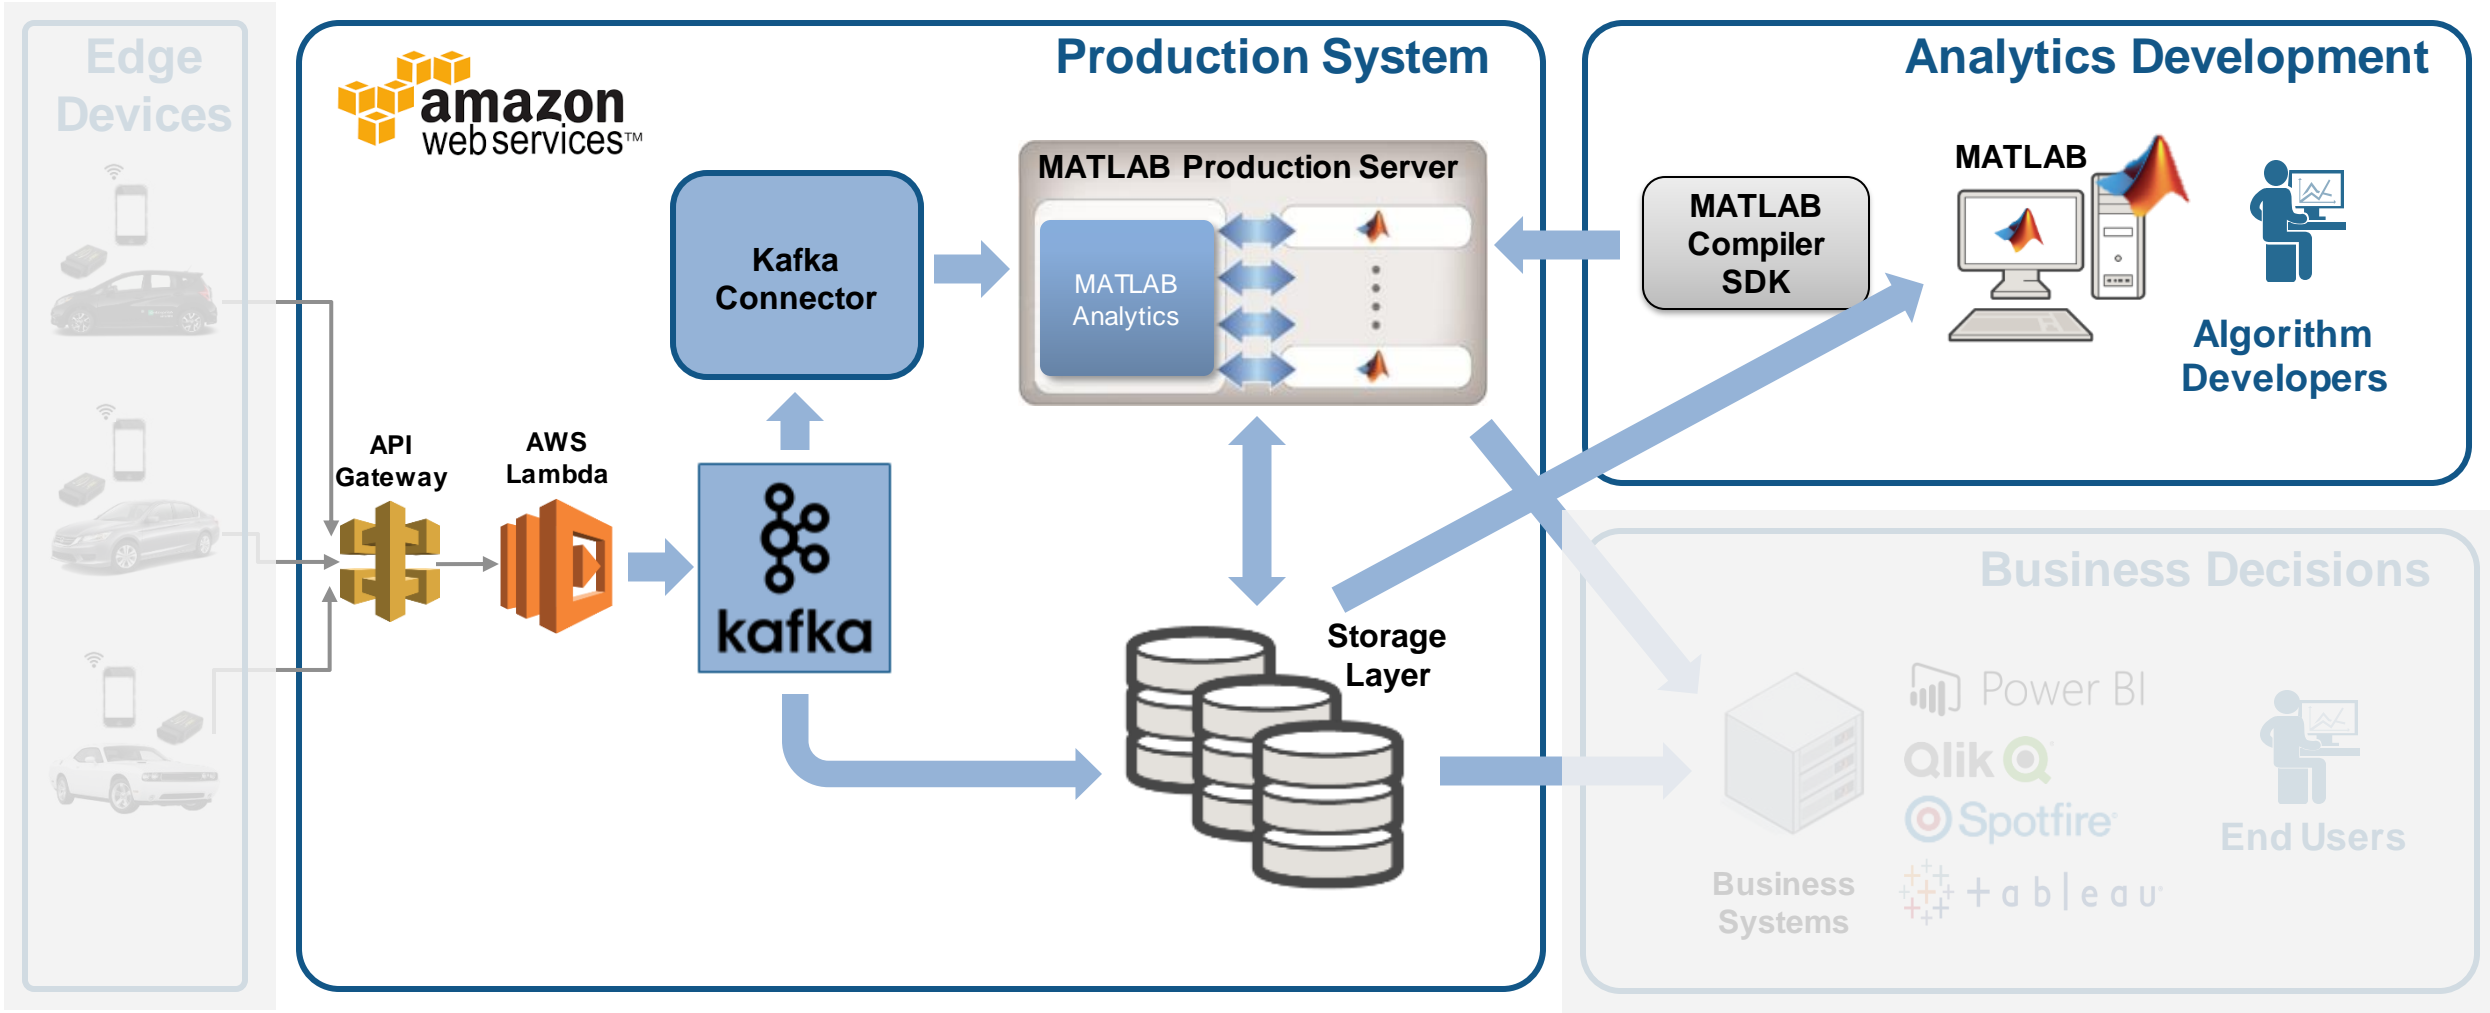 Edge
Devices
amazon
web services™
Production System
Kafka
Connector
MATLAB Production Server
MATLAB
Analytics
API
Gateway
AWS
Lambda
kafka
Storage
Layer
Analytics Development
MATLAB
Compiler
SDK
MATLAB
Algorithm
Developers
Business Decisions
Business
Systems
Power BI
Qlik
Spotfire
+ableau
End Users